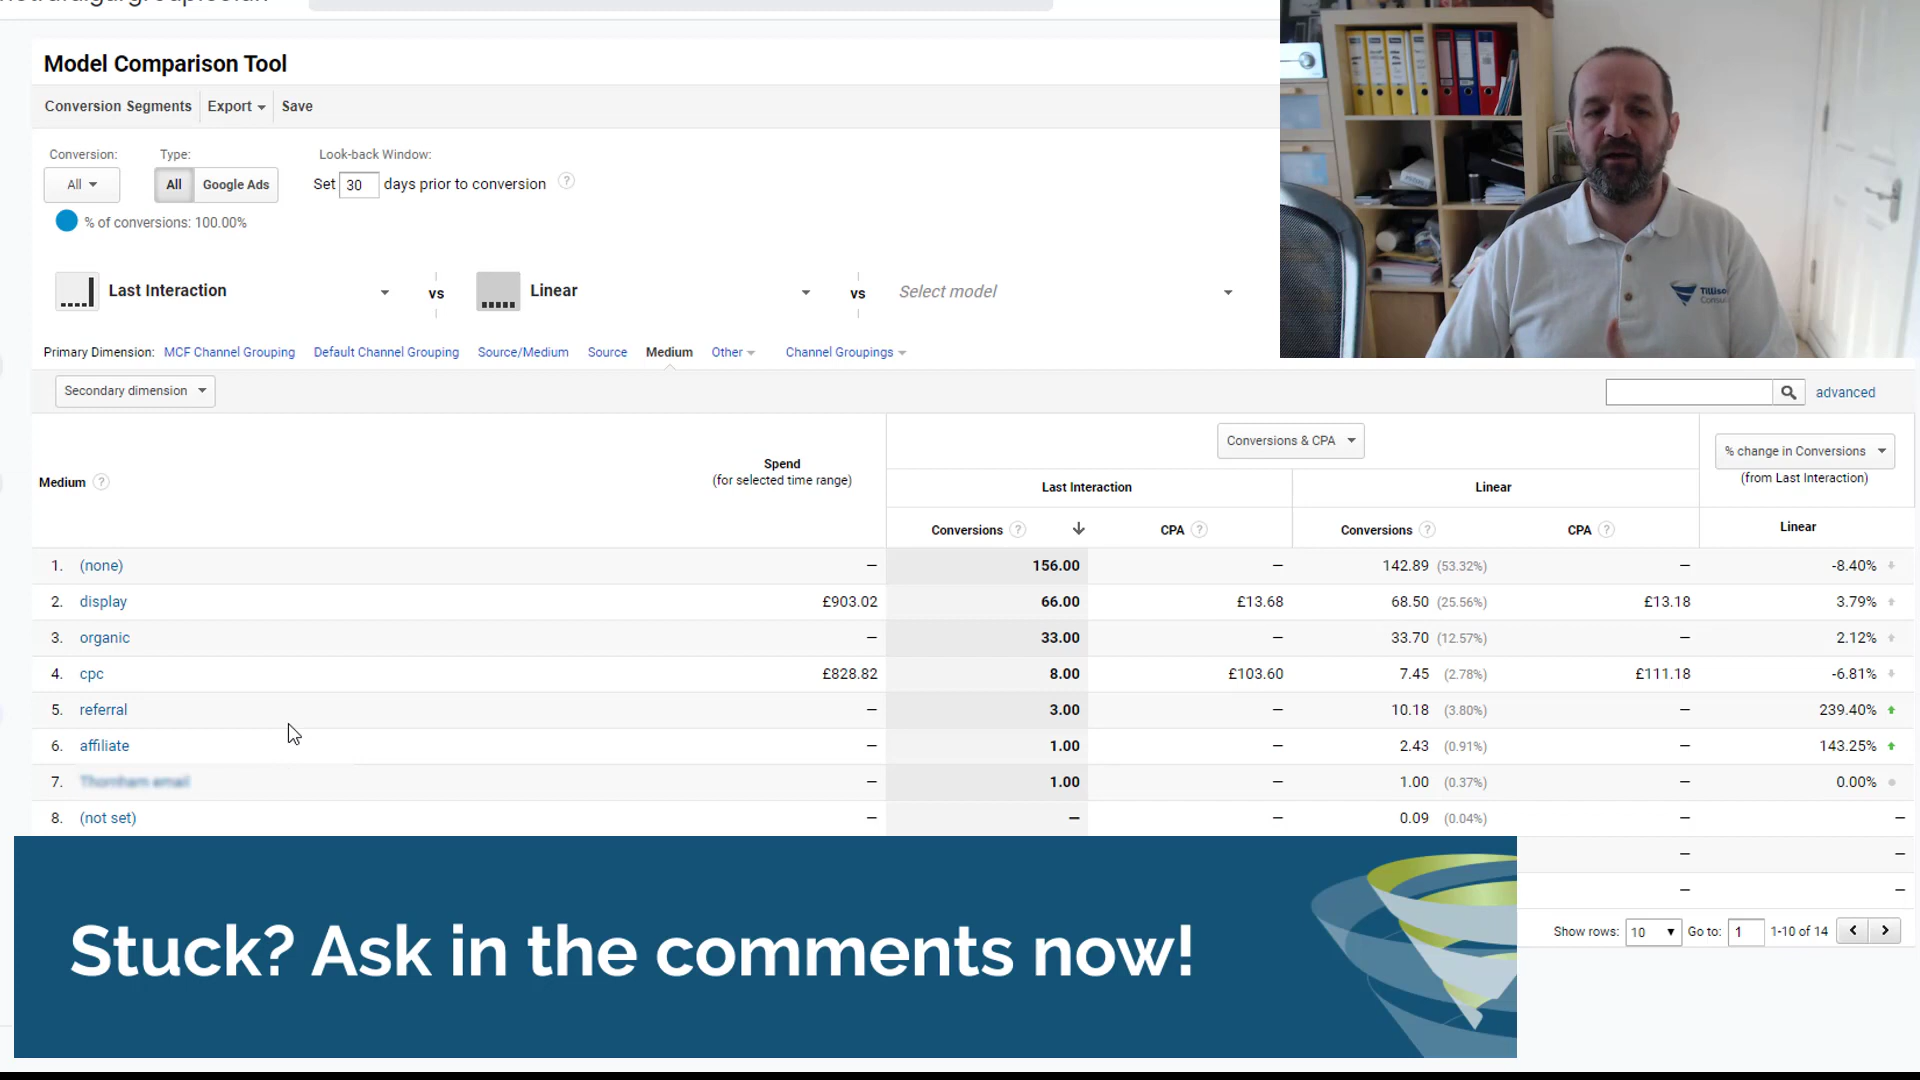 Model Comparison Tool
Conversion Segments Export Save
Conversion: Type: Look-back Window:
All All Google Ads Set 30 days prior to conversion ?
% of conversions: 100.00%
Last Interaction vs Linear vs Select model
Primary Dimension: MCF Channel Grouping Default Channel Grouping Source/Medium Source Medium Other Channel Groupings
Secondary dimension advanced
Conversions & CPA % change in Conversions
Medium ? Spend (from Last Interaction)
(for selected time range) Last Interaction Linear
Conversions ? CPA ? Conversions ? CPA ? Linear
1. (none) – 156.00 – 142.89 (53.32%) – -8.40%
2. display £903.02 66.00 £13.68 68.50 (25.56%) £13.18 3.79%
3. organic – 33.00 – 33.70 (12.57%) – 2.12%
4. cpc £828.82 8.00 £103.60 7.45 (2.78%) £111.18 -6.81%
5. referral – 3.00 – 10.18 (3.80%) – 239.40%
6. affiliate – 1.00 – 2.43 (0.91%) – 143.25%
7. – 1.00 – 1.00 (0.37%) – 0.00%
8. (not set) – – – 0.09 (0.04%) – –
– –
– –
Show rows: 10 Go to: 1 1-10 of 14
Stuck? Ask in the comments now!